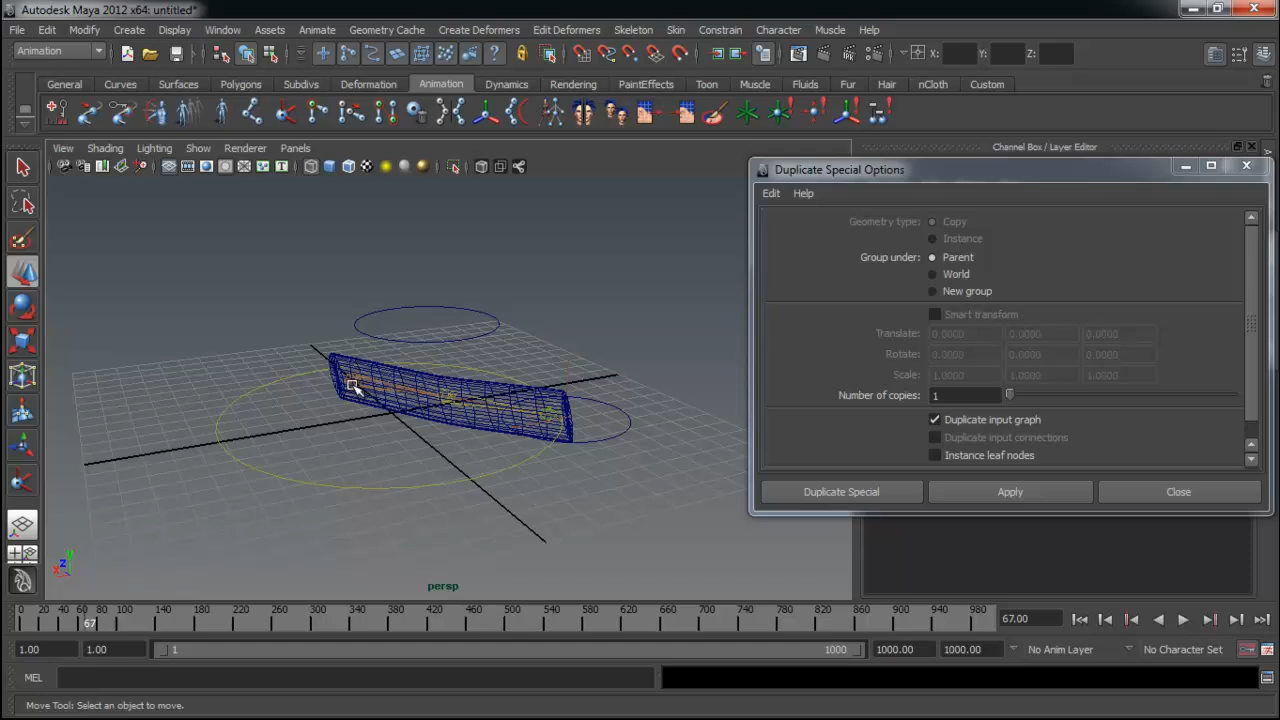 Autodesk Maya 2012 x64: untitled*
File Edit Modify Create Display Window Assets Animate Geometry Cache Create Deformers Edit Deformers Skeleton Skin Constrain Character Muscle Help
Animation X: Y: Z:
General Curves Surfaces Polygons Subdivs Deformation Animation Dynamics Rendering PaintEffects Toon Muscle Fluids Fur Hair nCloth Custom
View Shading Lighting Show Renderer Panels
Channel Box / Layer Editor
Duplicate Special Options
Edit Help
Geometry type: Copy
Instance
Group under: Parent
World
New group
Smart transform
Translate: 0.0000 0.0000 0.0000
Rotate: 0.0000 0.0000 0.0000
Scale: 1.0000 1.0000 1.0000
Number of copies: 1
Duplicate input graph
Duplicate input connections
Instance leaf nodes
Duplicate Special Apply Close
persp
0 20 40 60 80 100 140 180 220 260 300 340 380 420 460 500 540 580 620 660 700 740 780 820 860 900 940 980
67
67.00
1.00 1.00 1 1000 1000.00 1000.00 No Anim Layer No Character Set
MEL
Move Tool: Select an object to move.